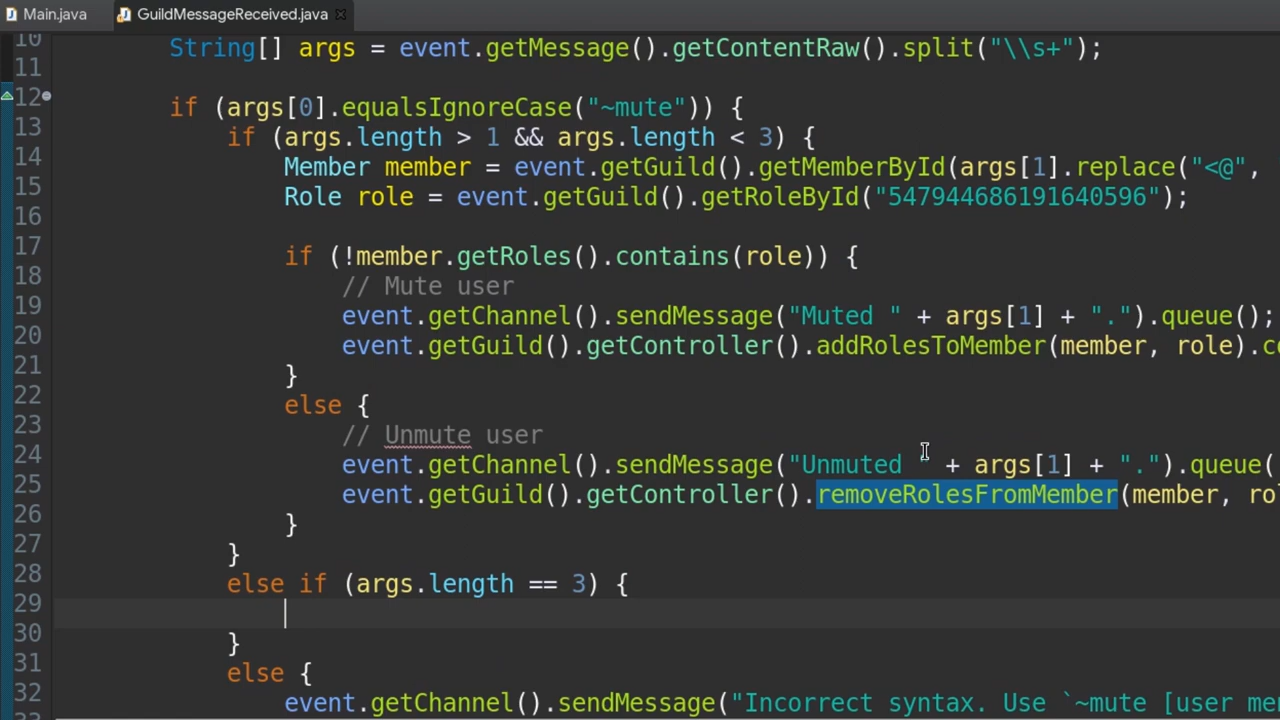 Main.java GuildMessageReceived.java
10 String[] args = event.getMessage().getContentRaw().split("\\s+");
11
12 if (args[0].equalsIgnoreCase("~mute")) {
13 if (args.length > 1 && args.length < 3) {
14 Member member = event.getGuild().getMemberById(args[1].replace("<@",
15 Role role = event.getGuild().getRoleById("547944686191640596");
16
17 if (!member.getRoles().contains(role)) {
18 // Mute user
19 event.getChannel().sendMessage("Muted " + args[1] + ".").queue();
20 event.getGuild().getController().addRolesToMember(member, role).co
21 }
22 else {
23 // Unmute user
24 event.getChannel().sendMessage("Unmuted " + args[1] + ".").queue(
25 event.getGuild().getController().removeRolesFromMember(member, rol
26 }
27 }
28 else if (args.length == 3) {
29
30 }
31 else {
32 event.getChannel().sendMessage("Incorrect syntax. Use `~mute [user me
33